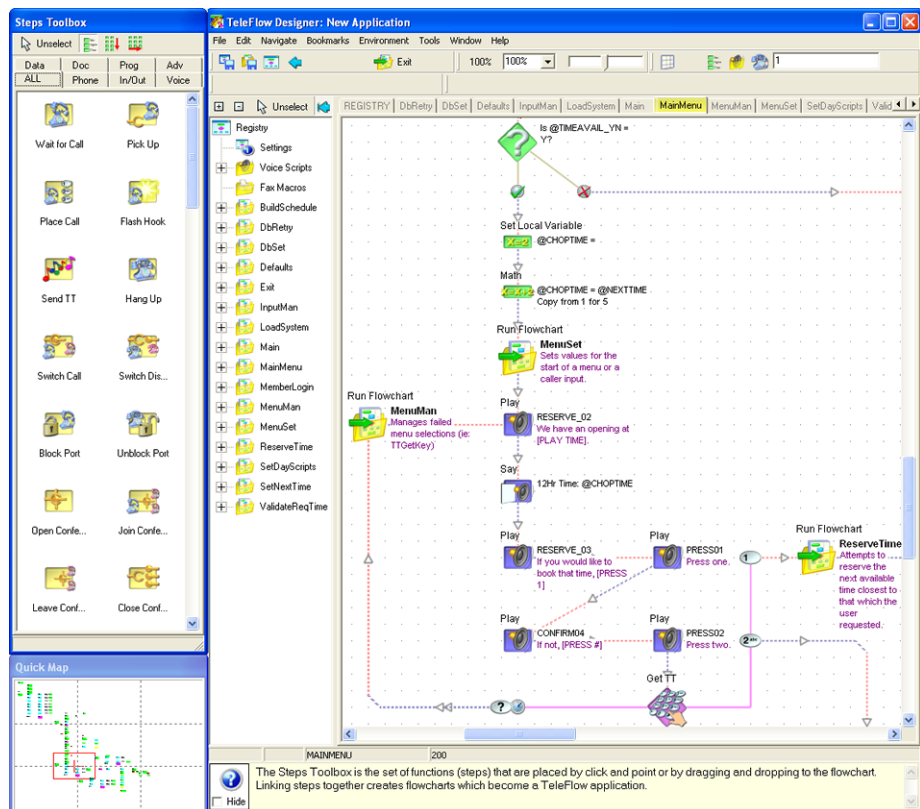 Steps Toolbox
Unselect
Data Doc Prog Adv
ALL Phone In/Out Voice
Wait for Call Pick Up
Place Call Flash Hook
Send TT Hang Up
Switch Call Switch Dis...
Block Port Unblock Port
Open Confe... Join Confe...
Leave Conf... Close Conf...
Quick Map
TeleFlow Designer: New Application
File Edit Navigate Bookmarks Environment Tools Window Help
Exit 100% 100% 1
Unselect
REGISTRY DbRetry DbSet Defaults InputMan LoadSystem Main MainMenu MenuMan MenuSet SetDayScripts Valid
Registry
Settings
Voice Scripts
Fax Macros
BuildSchedule
DbRetry
DbSet
Defaults
Exit
InputMan
LoadSystem
Main
MainMenu
MemberLogin
MenuMan
MenuSet
ReserveTime
SetDayScripts
SetNextTime
ValidateReqTime
Is @TIMEAVAIL_YN =
Y?
Set Local Variable
X=2
@CHOPTIME =
Math
X=X+2
@CHOPTIME = @NEXTTIME
Copy from 1 for 5
Run Flowchart
MenuSet
Sets values for the
start of a menu or a
caller input.
Run Flowchart
MenuMan
Manages failed
menu selections (ie:
TTGetKey)
Play
RESERVE_02
We have an opening at
[PLAY TIME].
Say
12Hr Time: @CHOPTIME
Play
RESERVE_03
If you would like to
book that time, [PRESS
1]
Play
PRESS01
Press one.
1
Run Flowchart
ReserveTime
Attempts to
reserve the
next available
time closest to
that which the
user
requested.
Play
CONFIRM04
If not, [PRESS #]
Play
PRESS02
Press two.
2 abc
Get TT
?
MAINMENU 200
?
Hide
The Steps Toolbox is the set of functions (steps) that are placed by click and point or by dragging and dropping to the flowchart.
Linking steps together creates flowcharts which become a TeleFlow application.